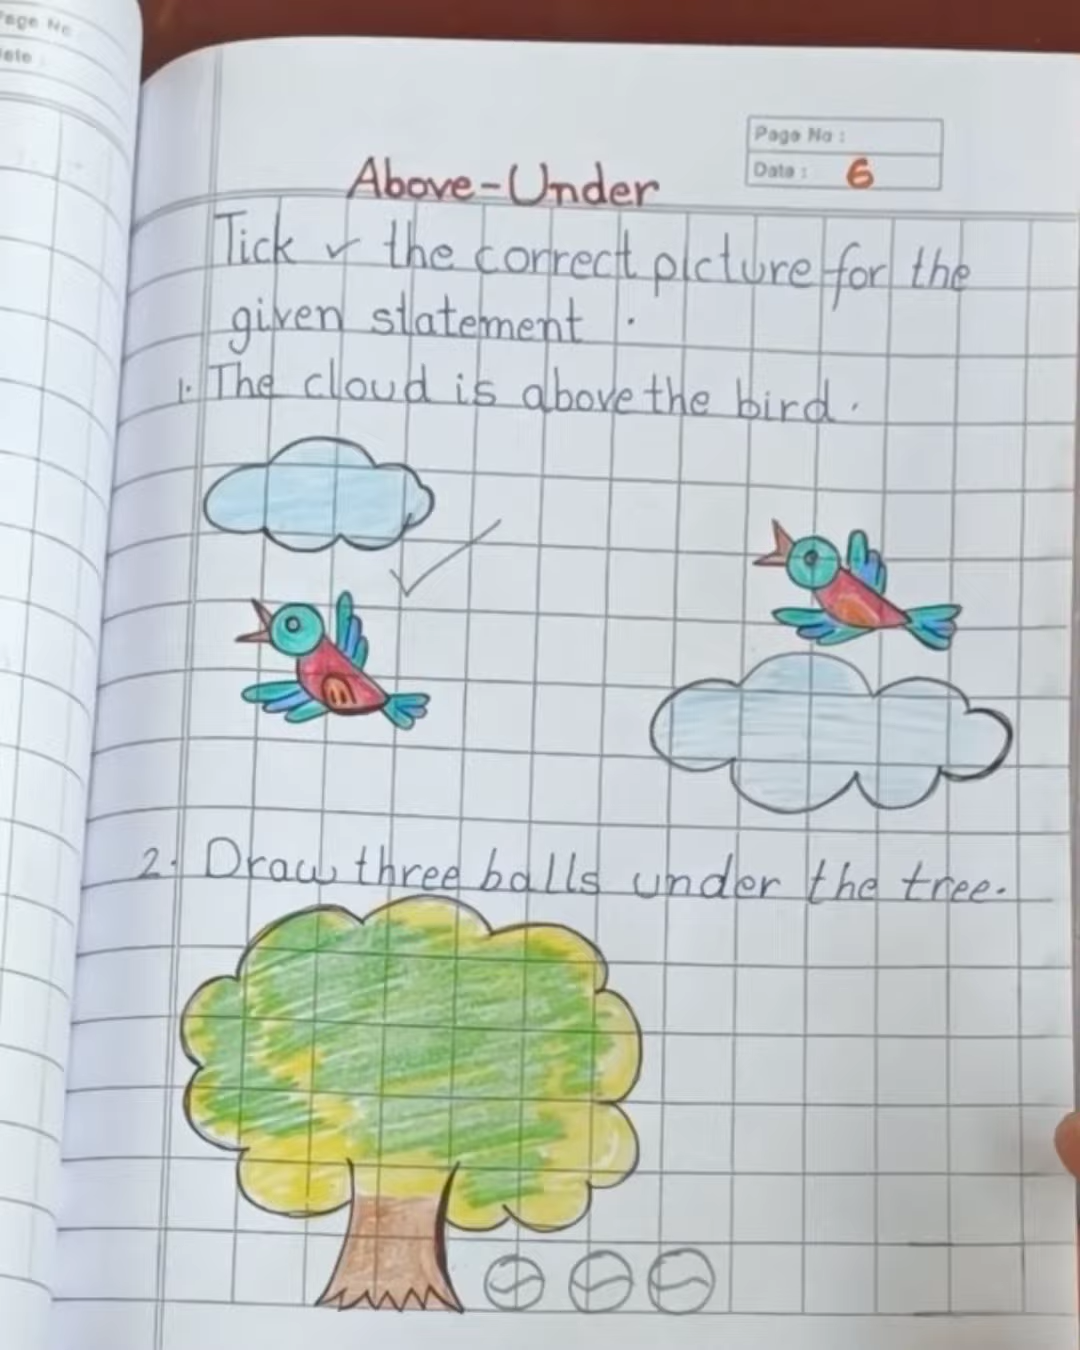 Page No
Date :
Page No :
Date : 6
Above-Under
Tick ✓ the correct picture for the
given statement .
1. The cloud is above the bird.
2. Draw three balls under the tree.